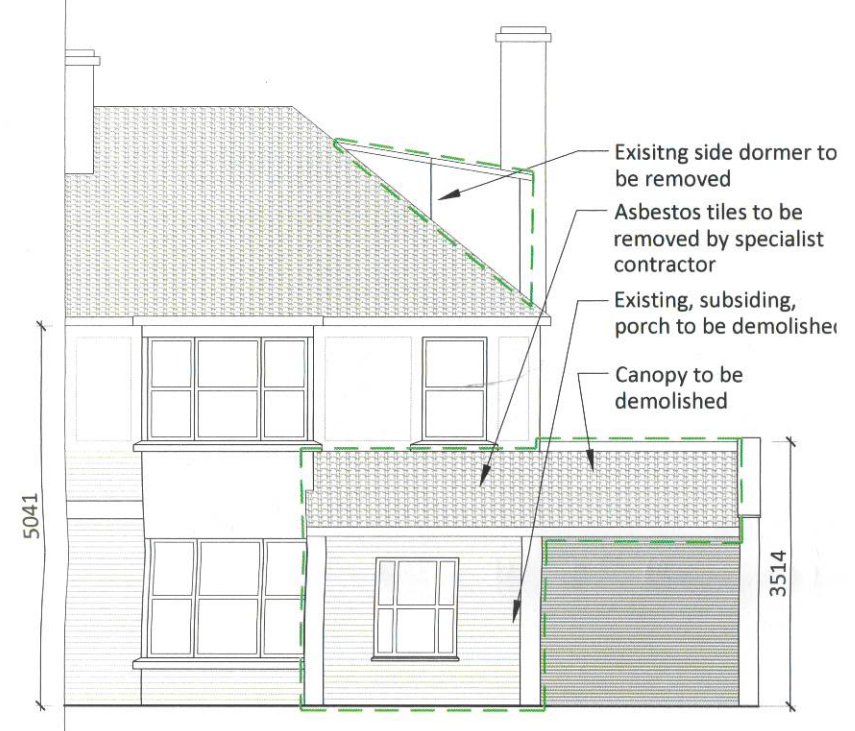 Exisitng side dormer to
be removed
Asbestos tiles to be
removed by specialist
contractor
Existing, subsiding,
porch to be demolished
Canopy to be
demolished
5041
3514